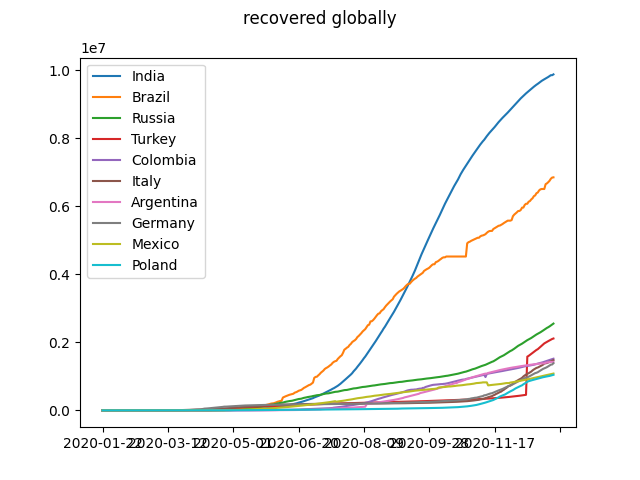 recovered globally
1e7
India
Brazil
Russia
Turkey
Colombia
Italy
Argentina
Germany
Mexico
Poland
1.0
0.8
0.6
0.4
0.2
0.0
2020-01-22 2020-03-12 2020-05-01 2020-06-20 2020-08-09 2020-09-28 2020-11-17